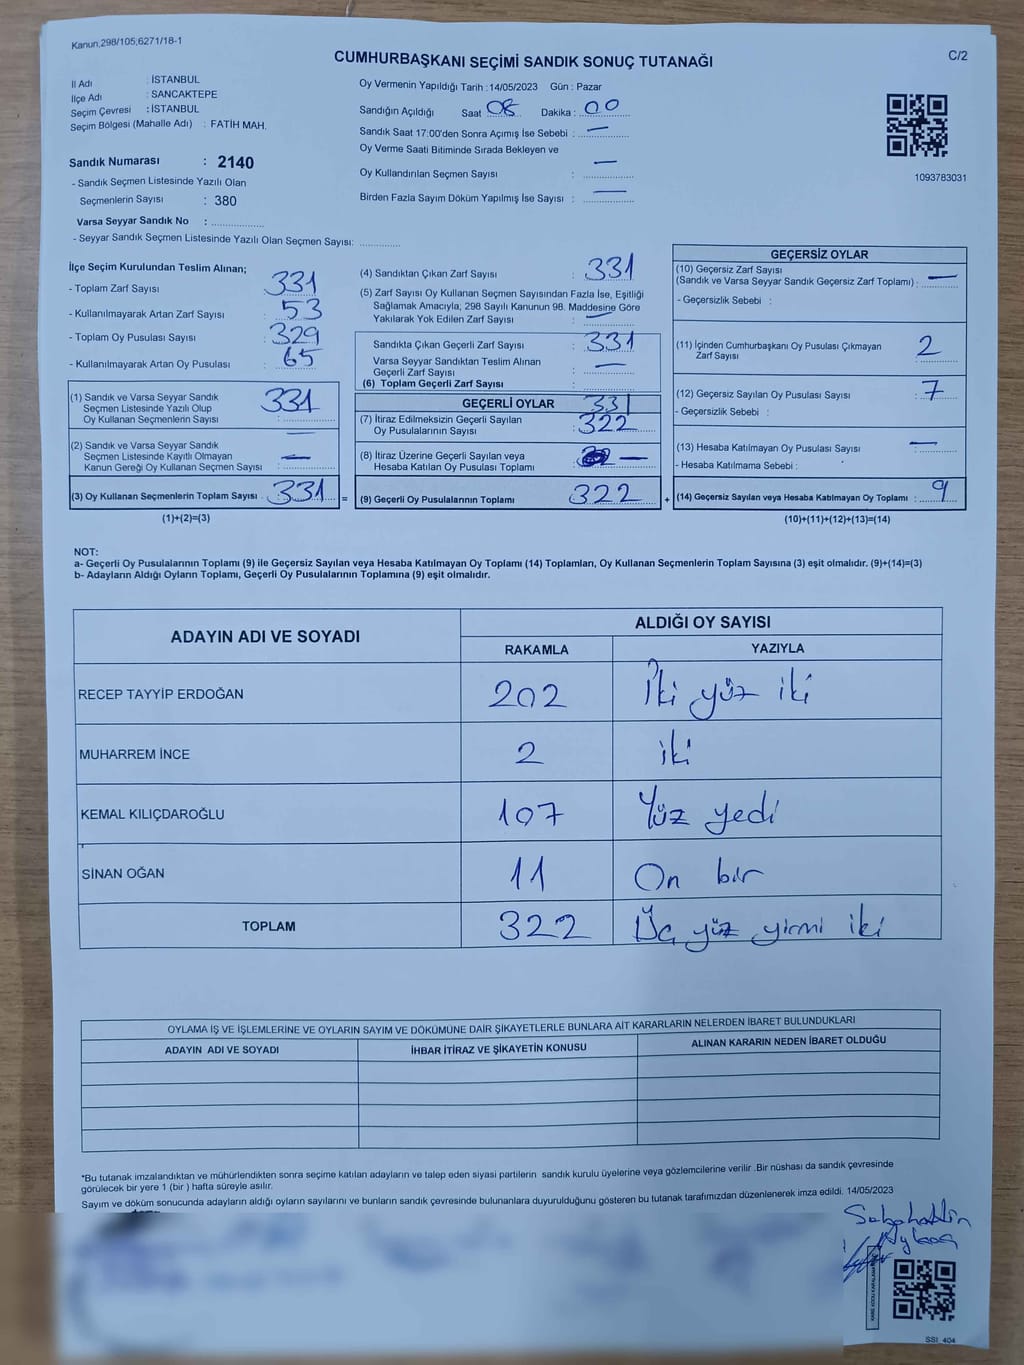 Kanun,298/105;6271/18-1
CUMHURBAŞKANI SEÇİMİ SANDIK SONUÇ TUTANAĞI
C/2
İl Adı : İSTANBUL
İlçe Adı : SANCAKTEPE
Seçim Çevresi : İSTANBUL
Seçim Bölgesi (Mahalle Adı) : FATİH MAH.
Sandık Numarası : 2140
- Sandık Seçmen Listesinde Yazılı Olan
Seçmenlerin Sayısı : 380
Varsa Seyyar Sandık No : ..................
- Seyyar Sandık Seçmen Listesinde Yazılı Olan Seçmen Sayısı: .............
Oy Vermenin Yapıldığı Tarih :14/05/2023 Gün : Pazar
Sandığın Açıldığı Saat 08 Dakika : 00
Sandık Saat 17:00'den Sonra Açımış İse Sebebi : —
Oy Verme Saati Bitiminde Sırada Bekleyen ve
Oy Kullandırılan Seçmen Sayısı : —
Birden Fazla Sayım Döküm Yapılmış İse Sayısı : —
1093783031
İlçe Seçim Kurulundan Teslim Alınan;
- Toplam Zarf Sayısı : 331
- Kullanılmayarak Artan Zarf Sayısı : 53
- Toplam Oy Pusulası Sayısı : 329
- Kullanılmayarak Artan Oy Pusulası : 65
(1) Sandık ve Varsa Seyyar Sandık
Seçmen Listesinde Yazılı Olup
Oy Kullanan Seçmenlerin Sayısı : 331
(2) Sandık ve Varsa Seyyar Sandık
Seçmen Listesinde Kayıtlı Olmayan
Kanun Gereği Oy Kullanan Seçmen Sayısı : —
(3) Oy Kullanan Seçmenlerin Toplam Sayısı . 331 =
(1)+(2)=(3)
(4) Sandıktan Çıkan Zarf Sayısı : 331
(5) Zarf Sayısı Oy Kullanan Seçmen Sayısından Fazla İse, Eşitliği
Sağlamak Amacıyla; 298 Sayılı Kanunun 98. Maddesine Göre
Yakılarak Yok Edilen Zarf Sayısı : —
Sandıkta Çıkan Geçerli Zarf Sayısı : 331
Varsa Seyyar Sandıktan Teslim Alınan
Geçerli Zarf Sayısı : —
(6) Toplam Geçerli Zarf Sayısı :
GEÇERLİ OYLAR 331
(7) İtiraz Edilmeksizin Geçerli Sayılan
Oy Pusulalarının Sayısı : 322
(8) İtiraz Üzerine Geçerli Sayılan veya
Hesaba Katılan Oy Pusulası Toplamı : —
(9) Geçerli Oy Pusulalarının Toplamı : 322 +
GEÇERSİZ OYLAR
(10) Geçersiz Zarf Sayısı
(Sandık ve Varsa Seyyar Sandık Geçersiz Zarf Toplamı) : —
- Geçersizlik Sebebi :
(11) İçinden Cumhurbaşkanı Oy Pusulası Çıkmayan
Zarf Sayısı : 2
(12) Geçersiz Sayılan Oy Pusulası Sayısı : 7
- Geçersizlik Sebebi :
(13) Hesaba Katılmayan Oy Pusulası Sayısı : —
- Hesaba Katılmama Sebebi :
(14) Geçersiz Sayılan veya Hesaba Katılmayan Oy Toplamı : 9
(10)+(11)+(12)+(13)=(14)
NOT:
a- Geçerli Oy Pusulalarının Toplamı (9) ile Geçersiz Sayılan veya Hesaba Katılmayan Oy Toplamı (14) Toplamları, Oy Kullanan Seçmenlerin Toplam Sayısına (3) eşit olmalıdır. (9)+(14)=(3)
b- Adayların Aldığı Oyların Toplamı, Geçerli Oy Pusulalarının Toplamına (9) eşit olmalıdır.
ADAYIN ADI VE SOYADI ALDIĞI OY SAYISI
RAKAMLA YAZIYLA
RECEP TAYYİP ERDOĞAN 202 İki yüz iki
MUHARREM İNCE 2 iki
KEMAL KILIÇDAROĞLU 107 Yüz yedi
SİNAN OĞAN 11 On bir
TOPLAM 322 Üç yüz yirmi iki
OYLAMA İŞ VE İŞLEMLERİNE VE OYLARIN SAYIM VE DÖKÜMÜNE DAİR ŞİKAYETLERLE BUNLARA AİT KARARLARIN NELERDEN İBARET BULUNDUKLARI
ADAYIN ADI VE SOYADI İHBAR İTİRAZ VE ŞİKAYETİN KONUSU ALINAN KARARIN NEDEN İBARET OLDUĞU
*Bu tutanak imzalandıktan ve mühürlendikten sonra seçime katılan adayların ve talep eden siyasi partilerin sandık kurulu üyelerine veya gözlemcilerine verilir .Bir nüshası da sandık çevresinde
görülecek bir yere 1 (bir ) hafta süreyle asılır.
Sayım ve döküm sonucunda adayların aldığı oyların sayılarını ve bunların sandık çevresinde bulunanlara duyurulduğunu gösteren bu tutanak tarafımızdan düzenlenerek imza edildi. 14/05/2023
Sabahattin
SSI_404